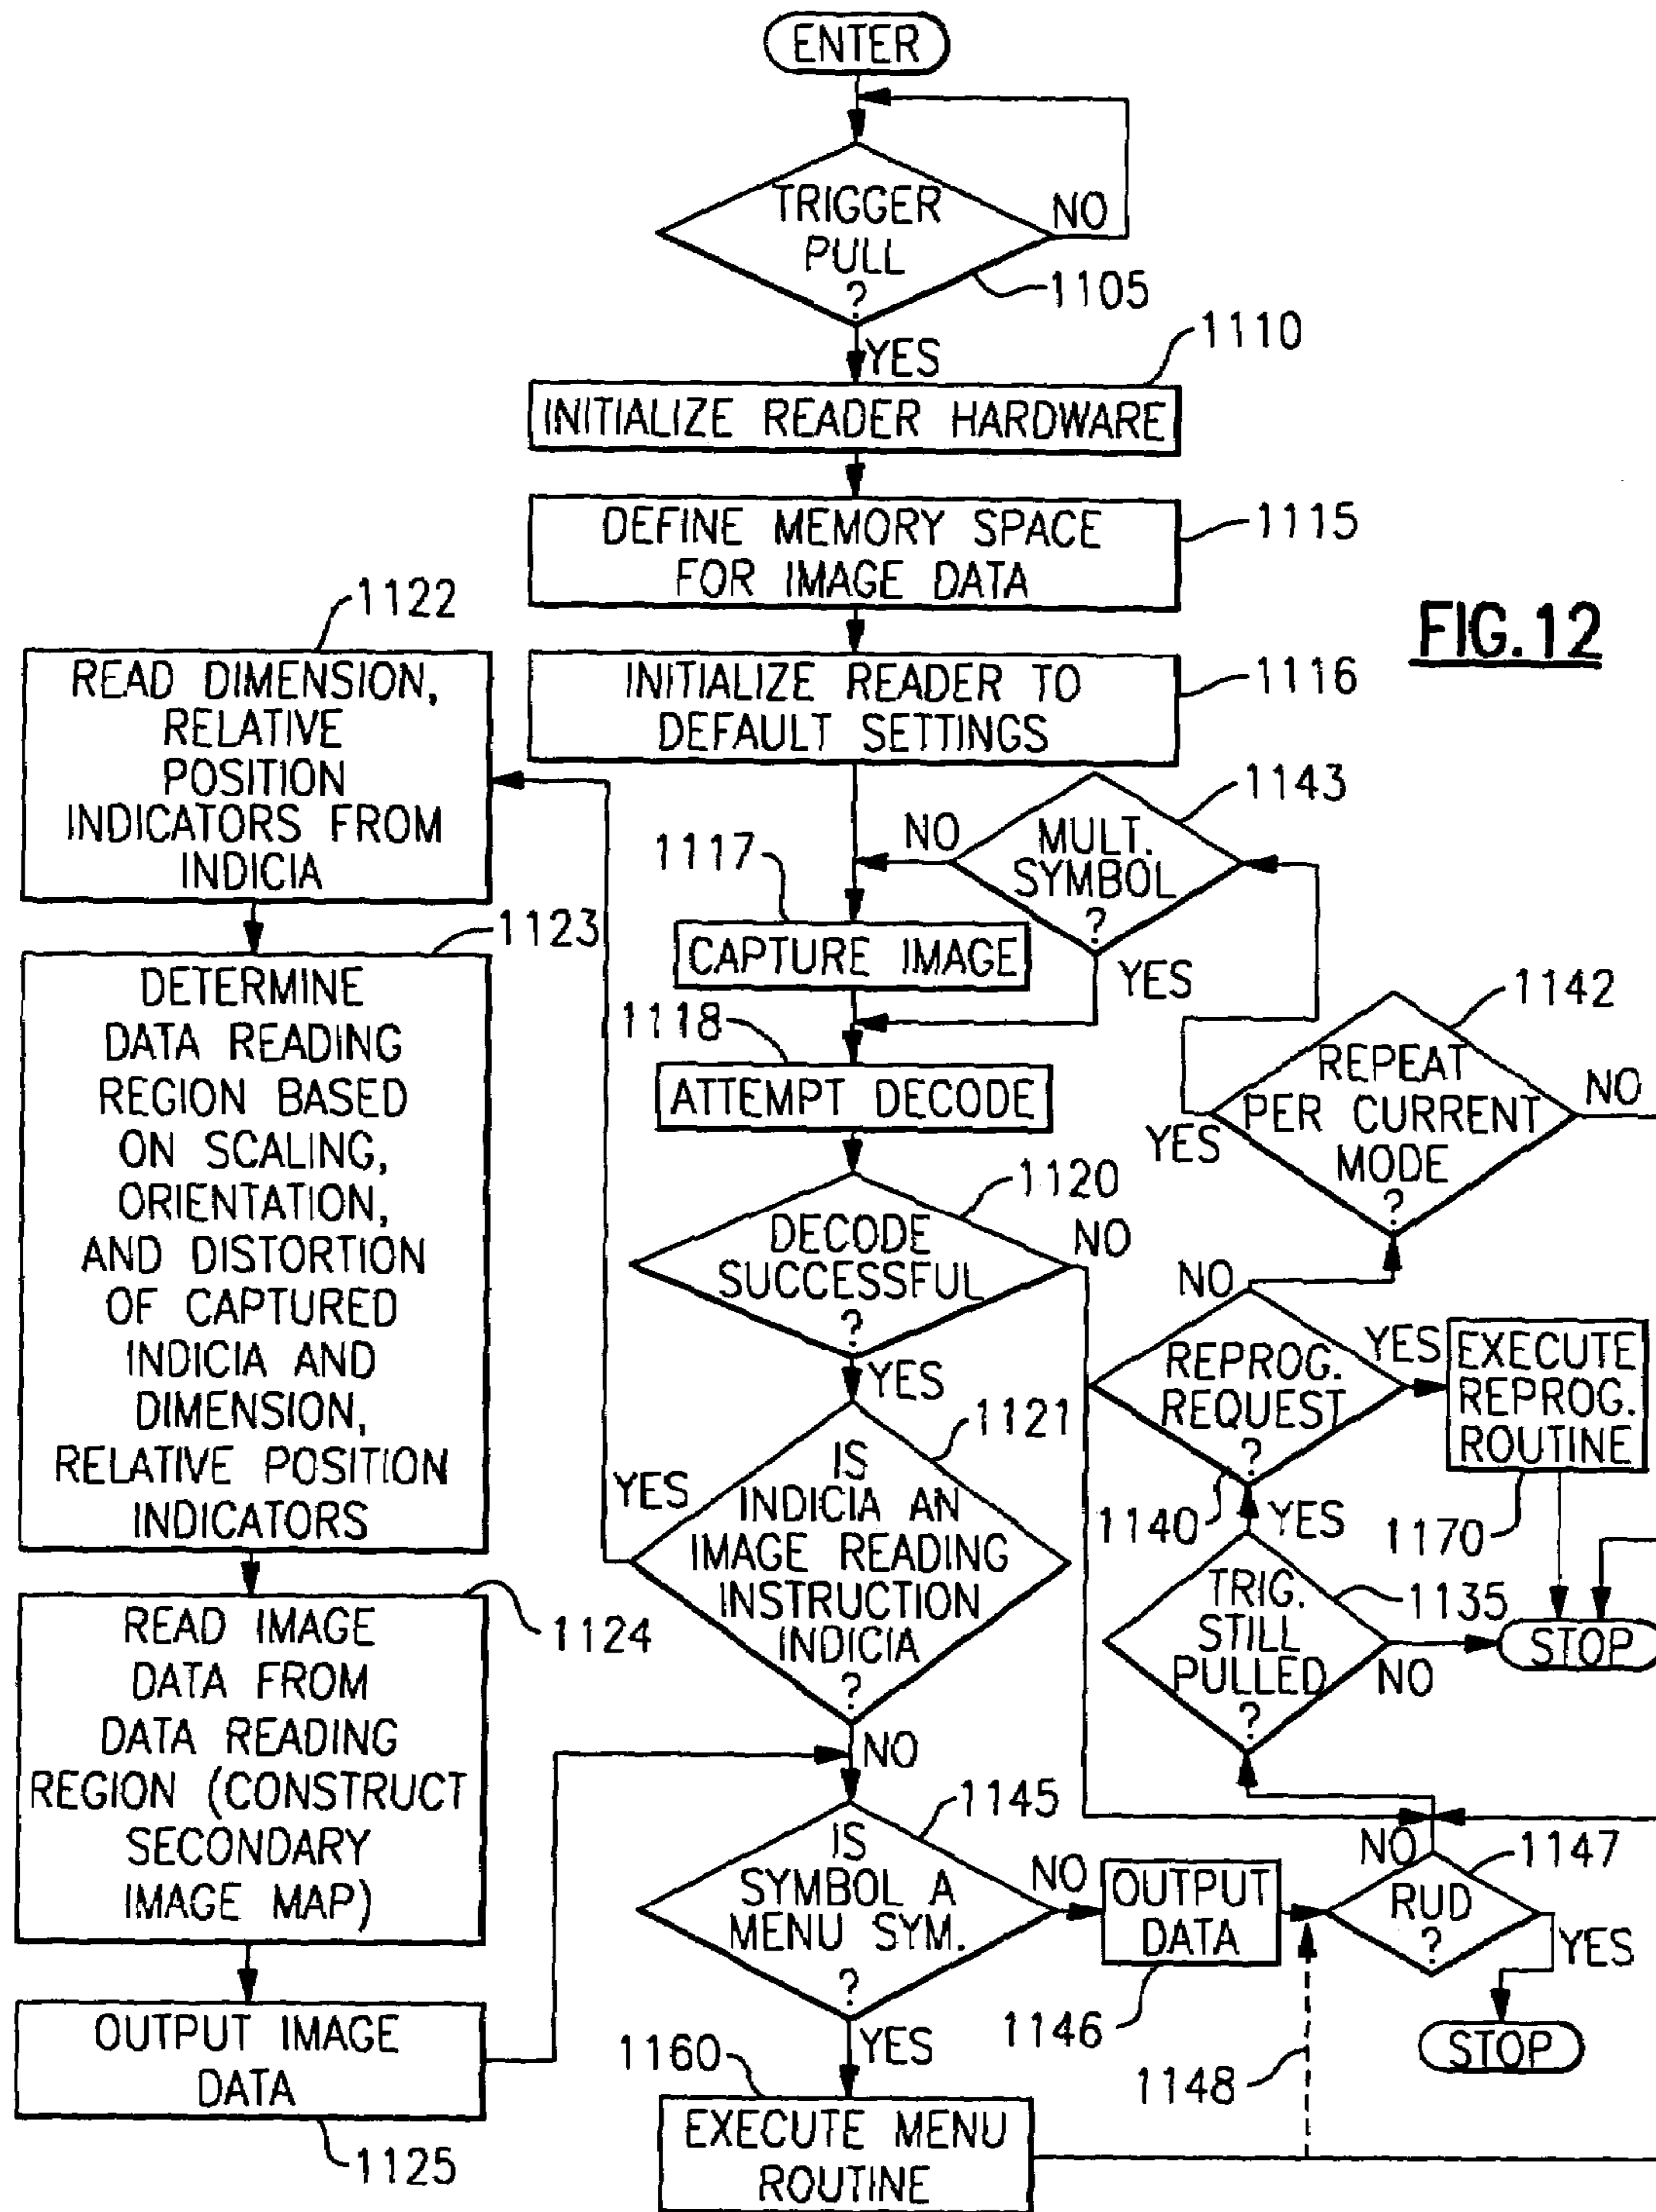 ENTER
TRIGGER
PULL
?
NO
1105
YES
1110
INITIALIZE READER HARDWARE
DEFINE MEMORY SPACE
FOR IMAGE DATA
1115
FIG.12
INITIALIZE READER TO
DEFAULT SETTINGS
1116
1122
READ DIMENSION,
RELATIVE
POSITION
INDICATORS FROM
INDICIA
1143
MULT.
SYMBOL
?
NO
YES
1117
CAPTURE IMAGE
1118
ATTEMPT DECODE
1123
DETERMINE
DATA READING
REGION BASED
ON SCALING,
ORIENTATION,
AND DISTORTION
OF CAPTURED
INDICIA AND
DIMENSION,
RELATIVE POSITION
INDICATORS
1142
REPEAT
PER CURRENT
MODE
?
NO
YES
1120
DECODE
SUCCESSFUL
?
NO
YES
NO
REPROG.
REQUEST
?
YES
1140
EXECUTE
REPROG.
ROUTINE
1170
1121
IS
INDICIA AN
IMAGE READING
INSTRUCTION
INDICIA
?
YES
NO
YES
TRIG.
STILL
PULLED
?
1135
NO
STOP
1124
READ IMAGE
DATA FROM
DATA READING
REGION (CONSTRUCT
SECONDARY
IMAGE MAP)
1145
IS
SYMBOL A
MENU SYM.
?
NO
YES
OUTPUT
DATA
1146
NO
1147
RUD
?
YES
STOP
1148
OUTPUT IMAGE
DATA
1125
1160
EXECUTE MENU
ROUTINE